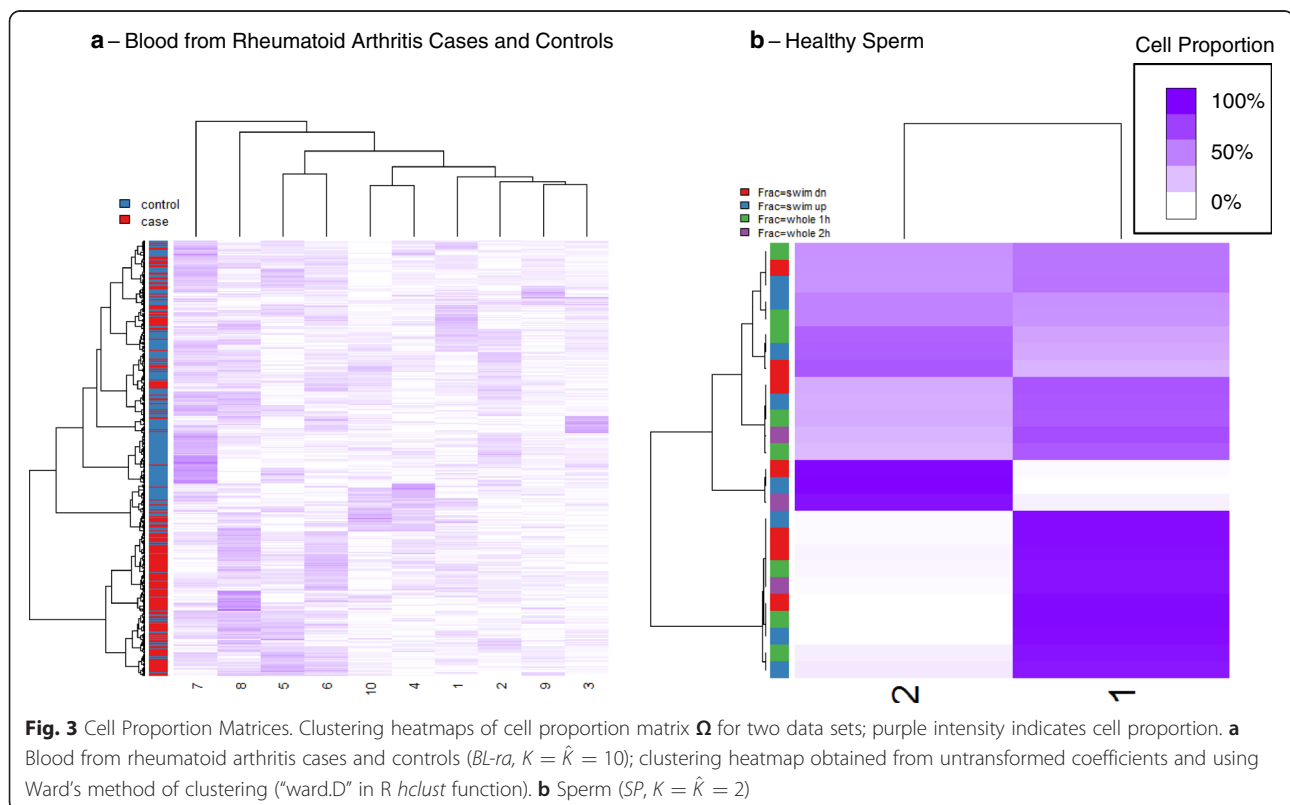 a – Blood from Rheumatoid Arthritis Cases and Controls
b – Healthy Sperm
Cell Proportion
100%
50%
0%
control
case
Frac=swim dn
Frac=swim up
Frac=whole 1h
Frac=whole 2h
7 8 5 6 10 4 1 2 9 3
2 1
Fig. 3 Cell Proportion Matrices. Clustering heatmaps of cell proportion matrix Ω for two data sets; purple intensity indicates cell proportion. a
Blood from rheumatoid arthritis cases and controls (BL-ra, K = K̂ = 10); clustering heatmap obtained from untransformed coefficients and using
Ward's method of clustering ("ward.D" in R hclust function). b Sperm (SP, K = K̂ = 2)